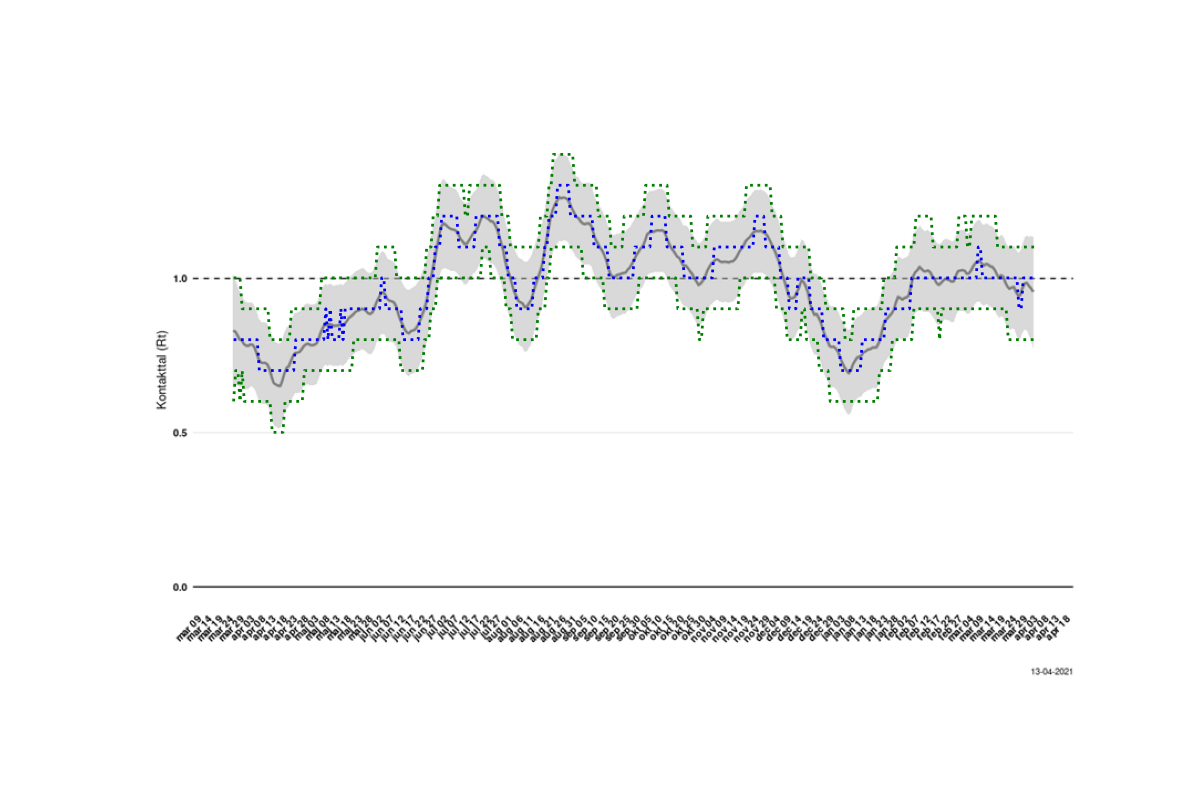 Kontakttal (Rt)
1.0
0.5
0.0
mar 09
mar 14
mar 19
mar 24
mar 29
apr 03
apr 08
apr 13
apr 18
apr 23
apr 28
maj 03
maj 08
maj 13
maj 18
maj 23
maj 28
jun 02
jun 07
jun 12
jun 17
jun 22
jun 27
jul 02
jul 07
jul 12
jul 17
jul 22
jul 27
aug 01
aug 06
aug 11
aug 16
aug 21
aug 26
aug 31
sep 05
sep 10
sep 15
sep 20
sep 25
sep 30
okt 05
okt 10
okt 15
okt 20
okt 25
okt 30
nov 04
nov 09
nov 14
nov 19
nov 24
nov 29
dec 04
dec 09
dec 14
dec 19
dec 24
dec 29
jan 03
jan 08
jan 13
jan 18
jan 23
jan 28
feb 02
feb 07
feb 12
feb 17
feb 22
feb 27
mar 04
mar 09
mar 14
mar 19
mar 24
mar 29
apr 03
apr 08
apr 13
apr 18
13-04-2021